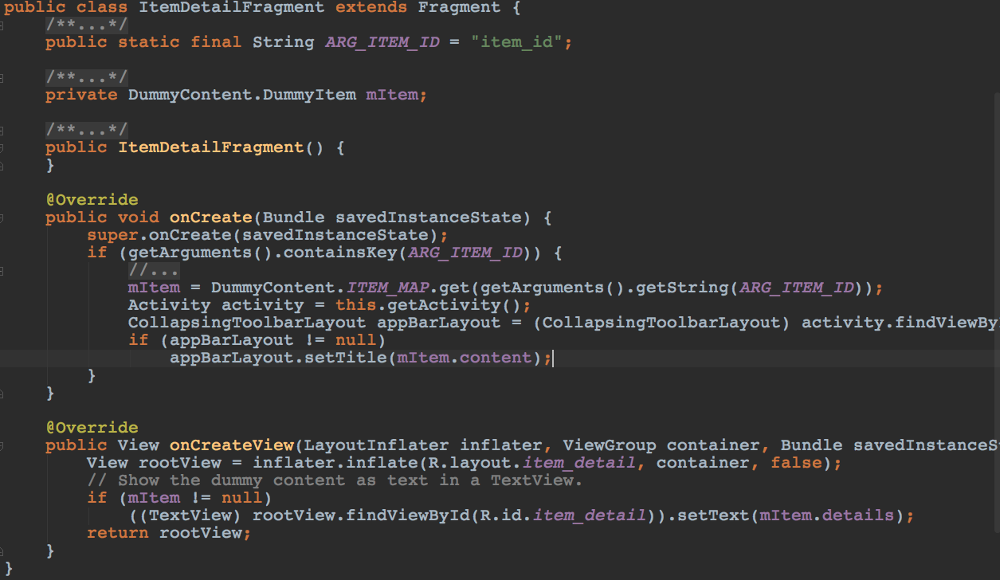 public class ItemDetailFragment extends Fragment {
/**...*/
public static final String ARG_ITEM_ID = "item_id";
/**...*/
private DummyContent.DummyItem mItem;
/**...*/
public ItemDetailFragment() {
}
@Override
public void onCreate(Bundle savedInstanceState) {
super.onCreate(savedInstanceState);
if (getArguments().containsKey(ARG_ITEM_ID)) {
//...
mItem = DummyContent.ITEM_MAP.get(getArguments().getString(ARG_ITEM_ID));
Activity activity = this.getActivity();
CollapsingToolbarLayout appBarLayout = (CollapsingToolbarLayout) activity.findViewBy
if (appBarLayout != null)
appBarLayout.setTitle(mItem.content);
}
}
@Override
public View onCreateView(LayoutInflater inflater, ViewGroup container, Bundle savedInstanceS
View rootView = inflater.inflate(R.layout.item_detail, container, false);
// Show the dummy content as text in a TextView.
if (mItem != null)
((TextView) rootView.findViewById(R.id.item_detail)).setText(mItem.details);
return rootView;
}
}